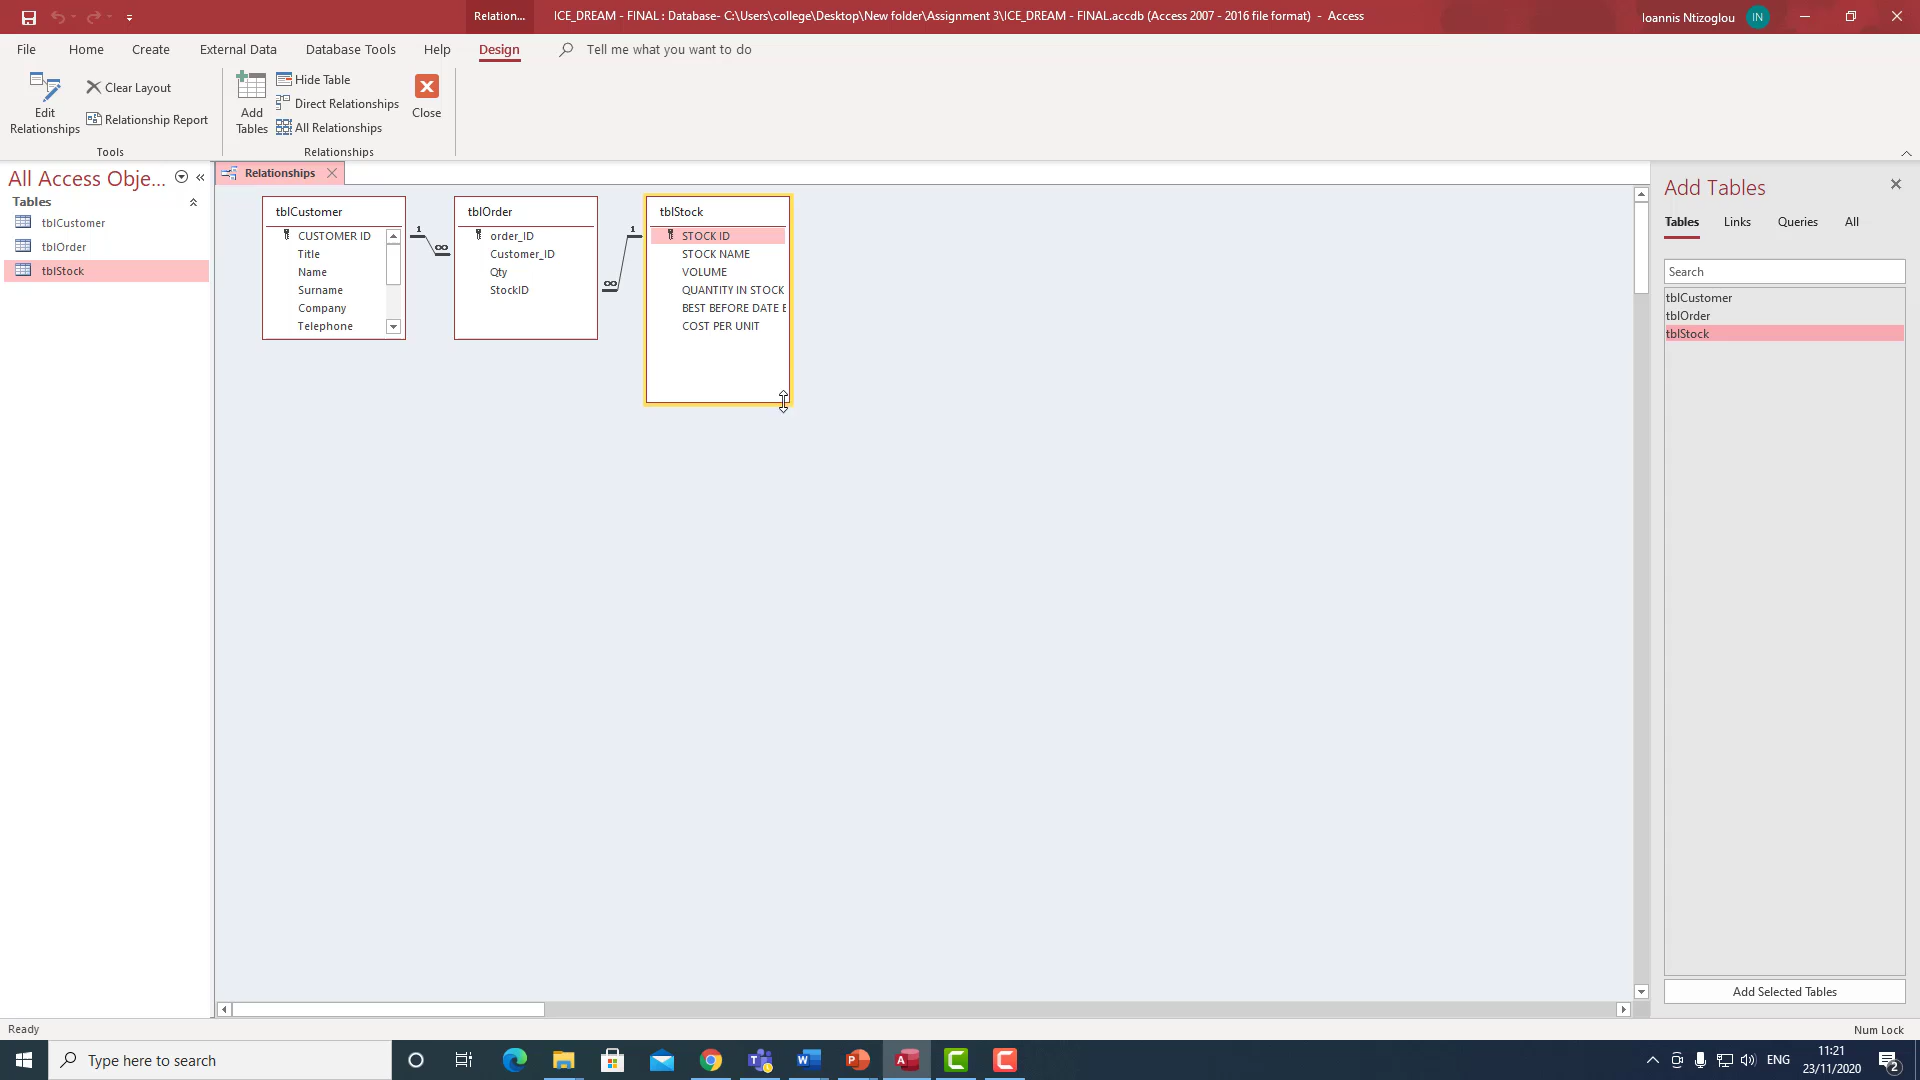 Relation...
ICE_DREAM - FINAL : Database- C:\Users\college\Desktop\New folder\Assignment 3\ICE_DREAM - FINAL.accdb (Access 2007 - 2016 file format) - Access
Ioannis Ntizoglou
IN
File
Home
Create
External Data
Database Tools
Help
Design
Tell me what you want to do
Edit
Relationships
Clear Layout
Relationship Report
Tools
Add
Tables
Hide Table
Direct Relationships
All Relationships
Relationships
Close
All Access Obje...
Tables
tblCustomer
tblOrder
tblStock
Relationships
tblCustomer
CUSTOMER ID
Title
Name
Surname
Company
Telephone
1
∞
tblOrder
order_ID
Customer_ID
Qty
StockID
1
∞
tblStock
STOCK ID
STOCK NAME
VOLUME
QUANTITY IN STOCK
BEST BEFORE DATE E
COST PER UNIT
Add Tables
Tables
Links
Queries
All
Search
tblCustomer
tblOrder
tblStock
Add Selected Tables
Ready
Num Lock
Type here to search
ENG
11:21
23/11/2020
2